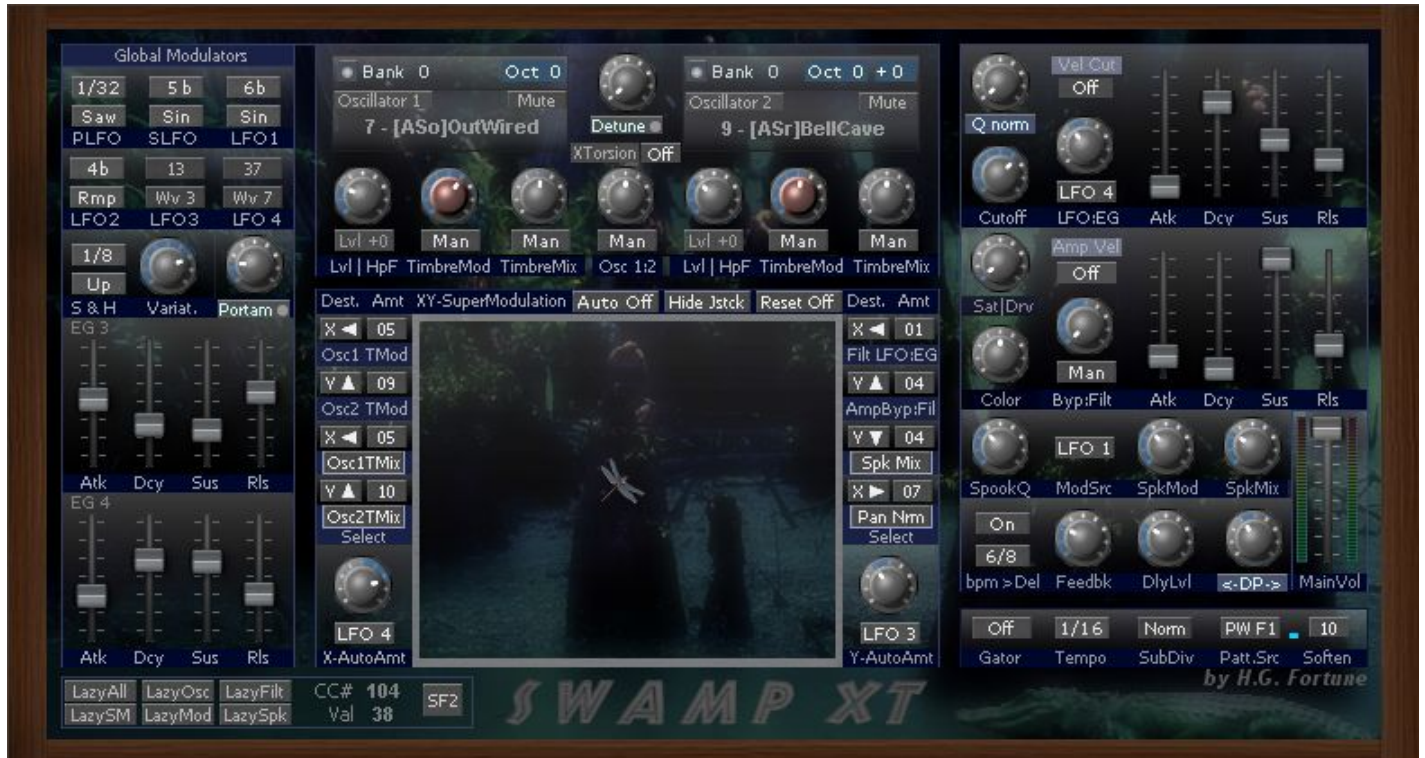 Global Modulators
1/32 5b 6b
Saw Sin Sin
PLFO SLFO LFO1
4b 13 37
Rmp Wv 3 Wv 7
LFO2 LFO3 LFO 4
1/8
Up
S & H Variat. Portam
EG 3
Atk Dcy Sus Rls
EG 4
Atk Dcy Sus Rls
Bank 0 Oct 0
Oscillator 1 Mute
7 - [ASo]OutWired
Detune
XTorsion Off
Bank 0 Oct 0 +0
Oscillator 2 Mute
9 - [ASr]BellCave
Lvl +0 Man Man Lvl +0 Man Man
Lvl | HpF TimbreMod TimbreMix Osc 1:2 Lvl | HpF TimbreMod TimbreMix
Dest. Amt XY-SuperModulation Auto Off Hide Jstck Reset Off Dest. Amt
X 05
Osc1 TMod
Y 09
Osc2 TMod
X 05
Osc1TMix
Y 10
Osc2TMix
Select
LFO 4
X-AutoAmt
X 01
Filt LFO:EG
Y 04
AmpByp:Fil
Y 04
Spk Mix
X 07
Pan Nrm
Select
LFO 3
Y-AutoAmt
Vel Cut
Off
Q norm
LFO 4
Cutoff LFO:EG Atk Dcy Sus Rls
Amp Vel
Off
Sat|Drv
Man
Color Byp:Filt Atk Dcy Sus Rls
LFO 1
SpookQ ModSrc SpkMod SpkMix
On
6/8
bpm >Del Feedbk DlyLvl <-DP-> MainVol
Off 1/16 Norm PW F1 10
Gator Tempo SubDiv Patt.Src Soften
LazyAll LazyOsc LazyFilt CC# 104
LazySM LazyMod LazySpk Val 38
SF2
SWAMP XT
by H.G. Fortune